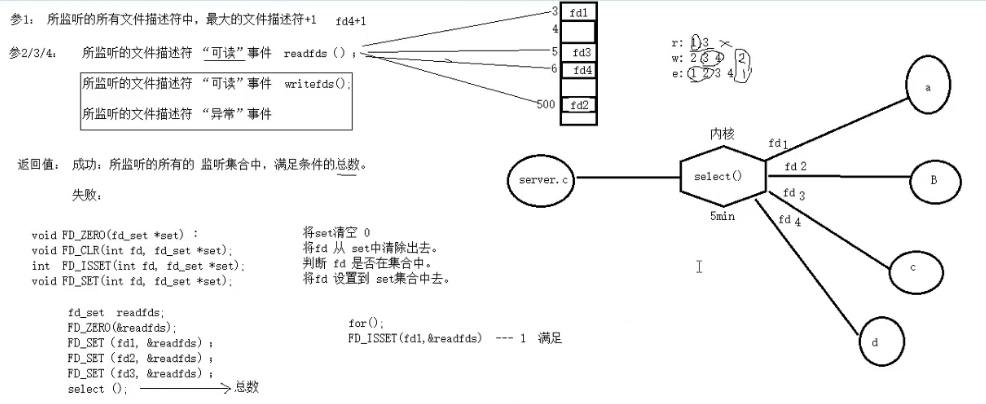 参1： 所监听的所有文件描述符中，最大的文件描述符+1 fd4+1
参2/3/4： 所监听的文件描述符 “可读”事件 readfds（）；
所监听的文件描述符 “可读”事件 writefds();
所监听的文件描述符 “异常”事件
返回值： 成功：所监听的所有的 监听集合中，满足条件的总数。
失败：
void FD_ZERO(fd_set *set)： 将set清空 0
void FD_CLR(int fd, fd_set *set); 将fd 从 set中清除出去。
int FD_ISSET(int fd, fd_set *set); 判断 fd 是否在集合中。
void FD_SET(int fd, fd_set *set); 将fd 设置到 set集合中去。
fd_set readfds;
FD_ZERO(&readfds);
FD_SET（fd1, &readfds）；
FD_SET（fd2, &readfds）；
FD_SET（fd3, &readfds）；
select（）; 总数
for();
FD_ISSET(fd1,&readfds) --- 1 满足
3 fd1
4
5 fd3
6 fd4
500 fd2
r: 1 3
w: 2 3 4 2
e: 1 2 3 4 1
server.c
内核
select()
5min
fd1
fd 2
fd 3
fd 4
a
B
c
d